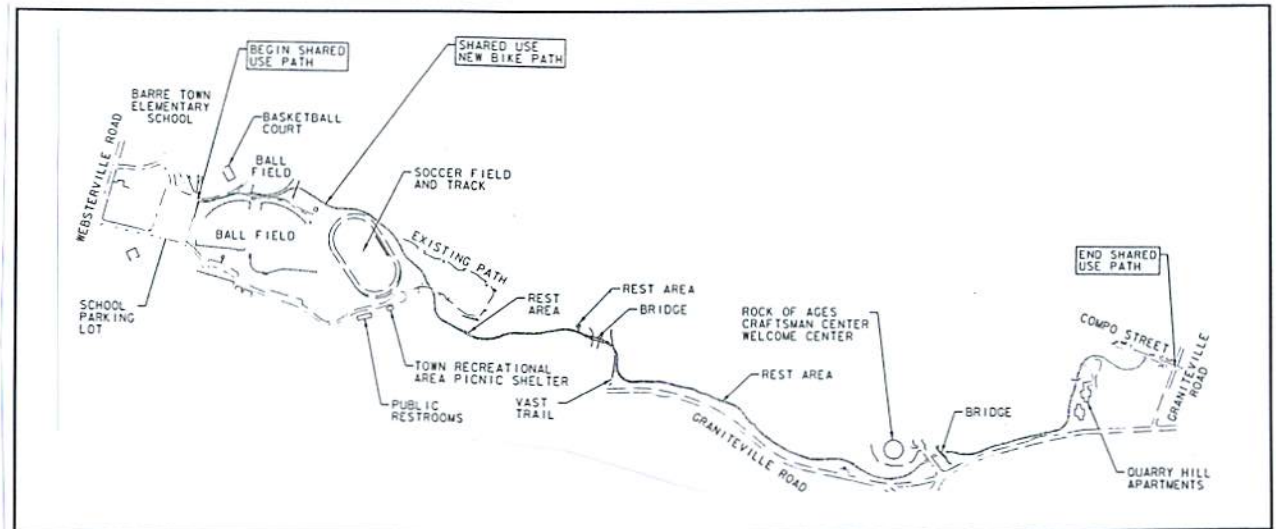 BEGIN SHARED
USE PATH
SHARED USE
NEW BIKE PATH
BARRE TOWN
ELEMENTARY
SCHOOL
BASKETBALL
COURT
WEBSTERVILLE ROAD
BALL
FIELD
SOCCER FIELD
AND TRACK
BALL FIELD
EXISTING PATH
END SHARED
USE PATH
SCHOOL
PARKING
LOT
REST
AREA
REST AREA
BRIDGE
ROCK OF AGES
CRAFTSMAN CENTER
WELCOME CENTER
COMPO STREET
GRANITEVILLE
ROAD
TOWN RECREATIONAL
AREA PICNIC SHELTER
REST AREA
PUBLIC
RESTROOMS
VAST
TRAIL
GRANITEVILLE ROAD
BRIDGE
QUARRY HILL
APARTMENTS